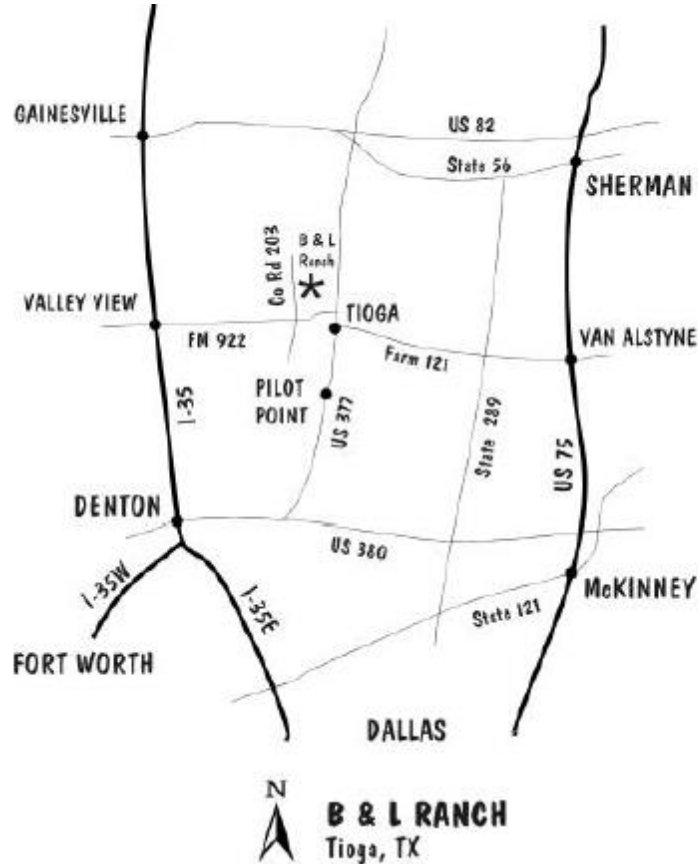 GAINESVILLE
US 82
State 56
SHERMAN
Co Rd 203
B & L
Ranch
VALLEY VIEW
TIOGA
VAN ALSTYNE
FM 922
Farm 121
PILOT
POINT
I-35
US 377
State 289
US 75
DENTON
US 380
I-35W
I-35E
McKINNEY
State 121
FORT WORTH
DALLAS
N
B & L RANCH
Tioga, TX